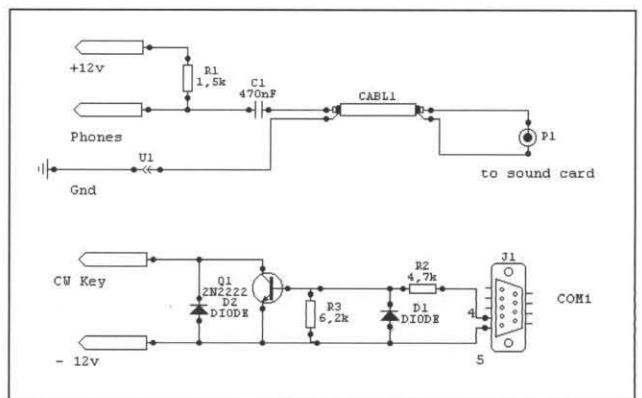 +12v
R1
1,5k
C1
470nF
CABL1
Phones
P1
U1
to sound card
Gnd
J1
R2
4,7k
CW Key
Q1
2N2222
D2
DIODE
R3
6,2k
D1
DIODE
COM1
4
- 12v
5